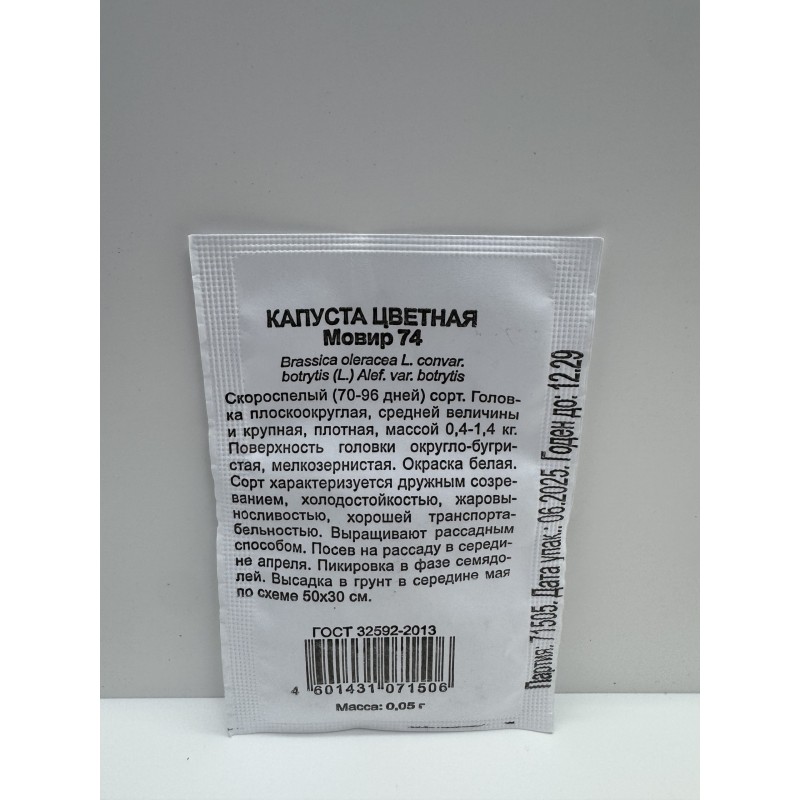 КАПУСТА ЦВЕТНАЯ
Мовир 74
Brassica oleracea L. convar.
botrytis (L.) Alef. var. botrytis
Скороспелый (70-96 дней) сорт. Голов-
ка плоскоокруглая, средней величины
и крупная, плотная, массой 0,4-1,4 кг.
Поверхность головки округло-бугри-
стая, мелкозернистая. Окраска белая.
Сорт характеризуется дружным созре-
ванием, холодостойкостью, жаровы-
носливостью, хорошей транспорта-
бельностью. Выращивают рассадным
способом. Посев на рассаду в середи-
не апреля. Пикировка в фазе семядо-
лей. Высадка в грунт в середине мая
по схеме 50х30 см.
ГОСТ 32592-2013
4 601431 071506
Масса: 0,05 г
Партия: 71505. Дата упак.: 06.2025. Годен до: 12.29